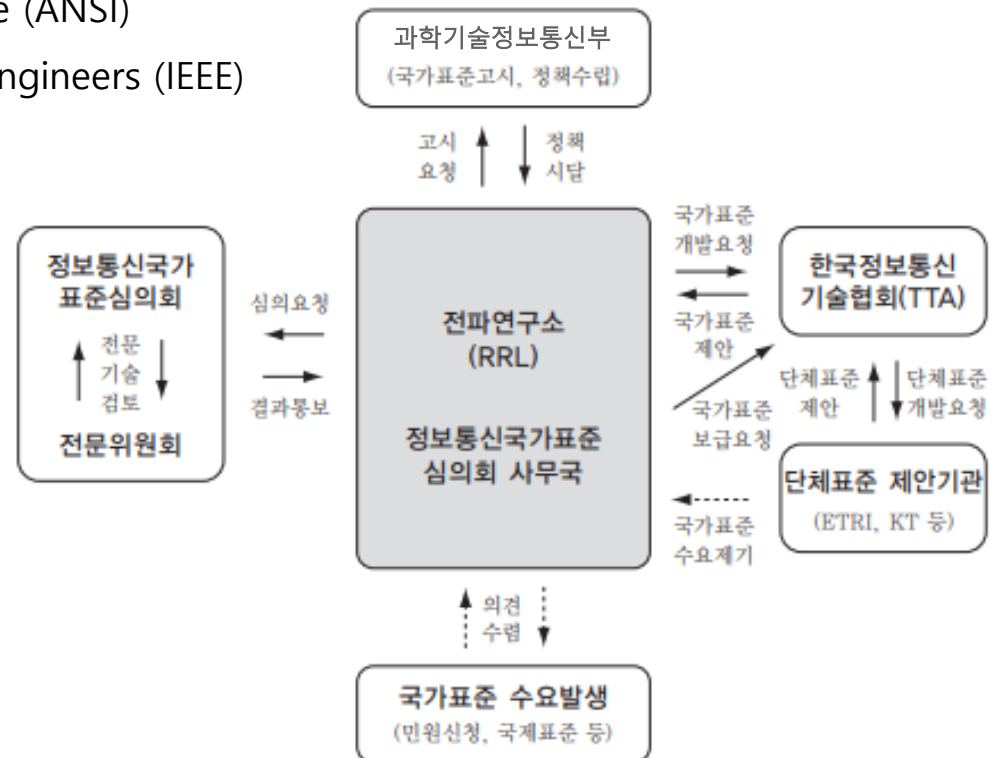 e (ANSI)
ngineers (IEEE)
과학기술정보통신부
(국가표준고시, 정책수립)
고시
요청
정책
시달
정보통신국가
표준심의회
전문
기술
검토
전문위원회
심의요청
결과통보
전파연구소
(RRL)
정보통신국가표준
심의회 사무국
국가표준
개발요청
국가표준
제안
국가표준
보급요청
한국정보통신
기술협회(TTA)
단체표준
제안
단체표준
개발요청
단체표준 제안기관
(ETRI, KT 등)
국가표준
수요제기
의견
수렴
국가표준 수요발생
(민원신청, 국제표준 등)